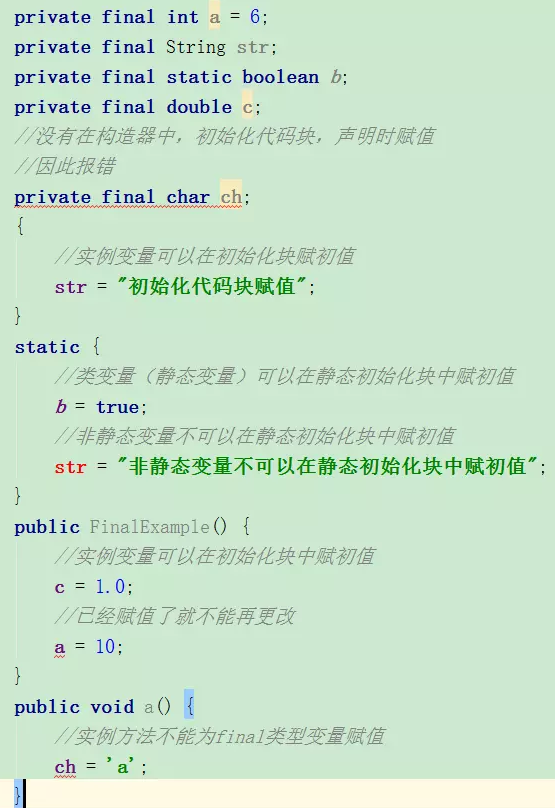 private final int a = 6;
private final String str;
private final static boolean b;
private final double c;
//没有在构造器中，初始化代码块，声明时赋值
//因此报错
private final char ch;
{
//实例变量可以在初始化块赋初值
str = "初始化代码块赋值";
}
static {
//类变量（静态变量）可以在静态初始化块中赋初值
b = true;
//非静态变量不可以在静态初始化块中赋初值
str = "非静态变量不可以在静态初始化块中赋初值";
}
public FinalExample() {
//实例变量可以在初始化块中赋初值
c = 1.0;
//已经赋值了就不能再更改
a = 10;
}
public void a() {
//实例方法不能为final类型变量赋值
ch = 'a';
}